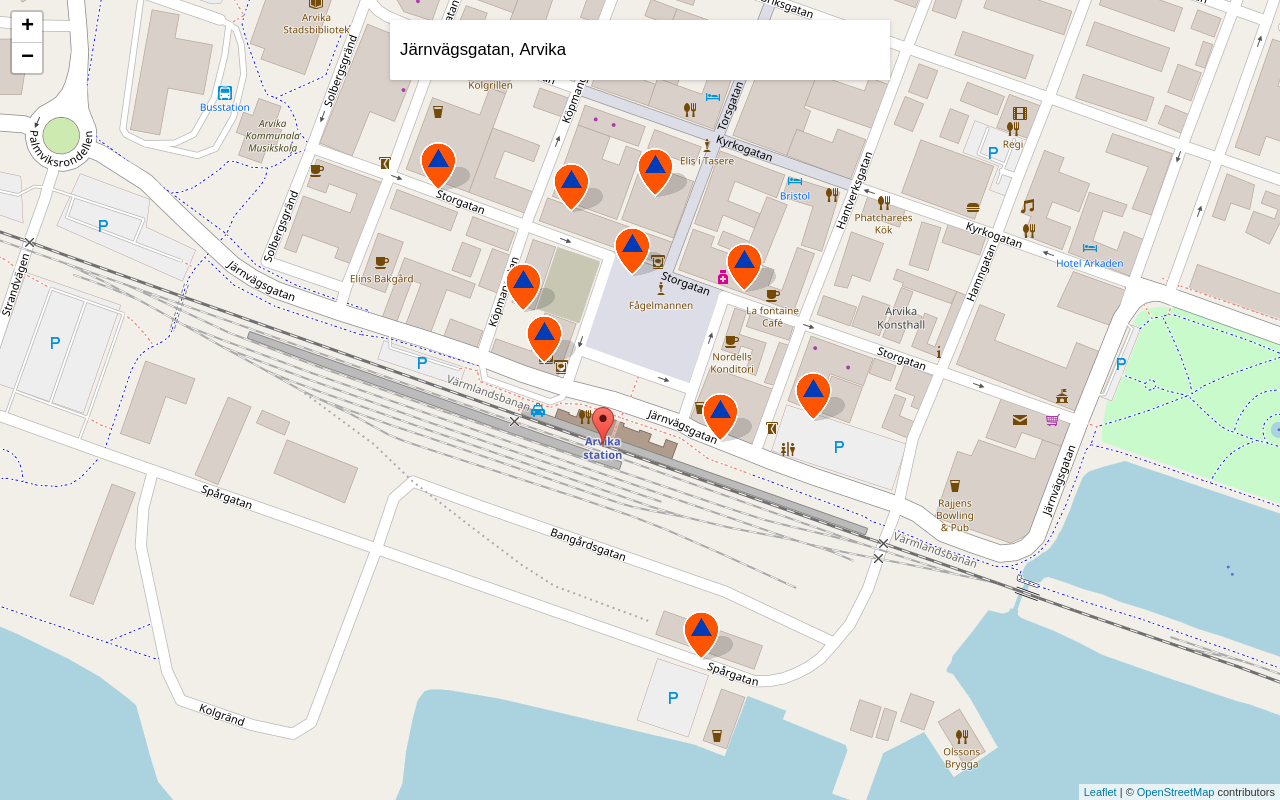 +
−
Järnvägsgatan, Arvika
Arvika
Stadsbibliotek
Solbergsgränd
Kolgrillen
Torsgatan
Kyrkogatan
Busstation
Arvika
Kommunala
Musikskola
Palmviksrondellen
Elis i Tasere
Regi
P
Bristol
Hantverksgatan
Phatcharees
Kök
Storgatan
Kyrkogatan
Hotel Arkaden
P
Solbergsgränd
Elins Bakgård
Järnvägsgatan
Strandvägen
Hamngatan
Storgatan
Fågelmannen
La fontaine
Café
Arvika
Konsthall
P
P
Nordells
Konditori
Storgatan
P
Värmlandsbanan
Järnvägsgatan
Arvika
station
P
Järnvägsgatan
Spårgatan
Rajjens
Bowling
& Pub
Bangårdsgatan
Värmlandsbanan
Spårgatan
P
Kolgränd
Olssons
Brygga
Leaflet | © OpenStreetMap contributors